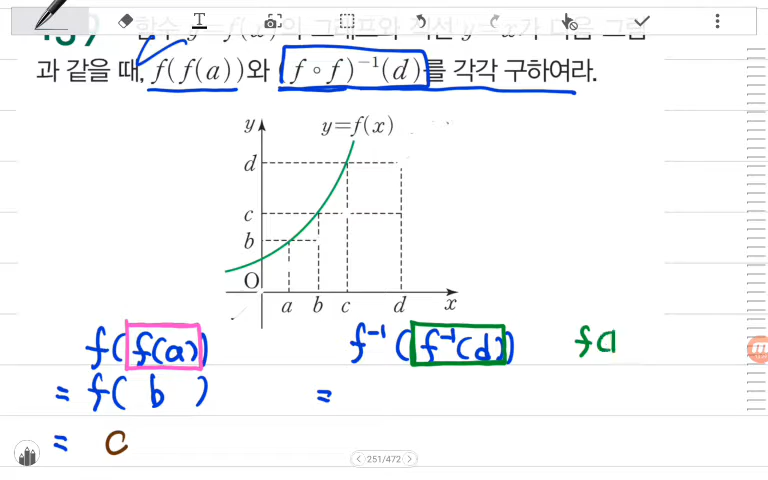 T
과 같을 때, f(f(a))와 (f∘f)⁻¹(d)를 각각 구하여라.
y y=f(x)
d
c
b
O a b c d x
f(f(a)) f⁻¹(f⁻¹(d)) f(
= f( b ) =
= c
251/472